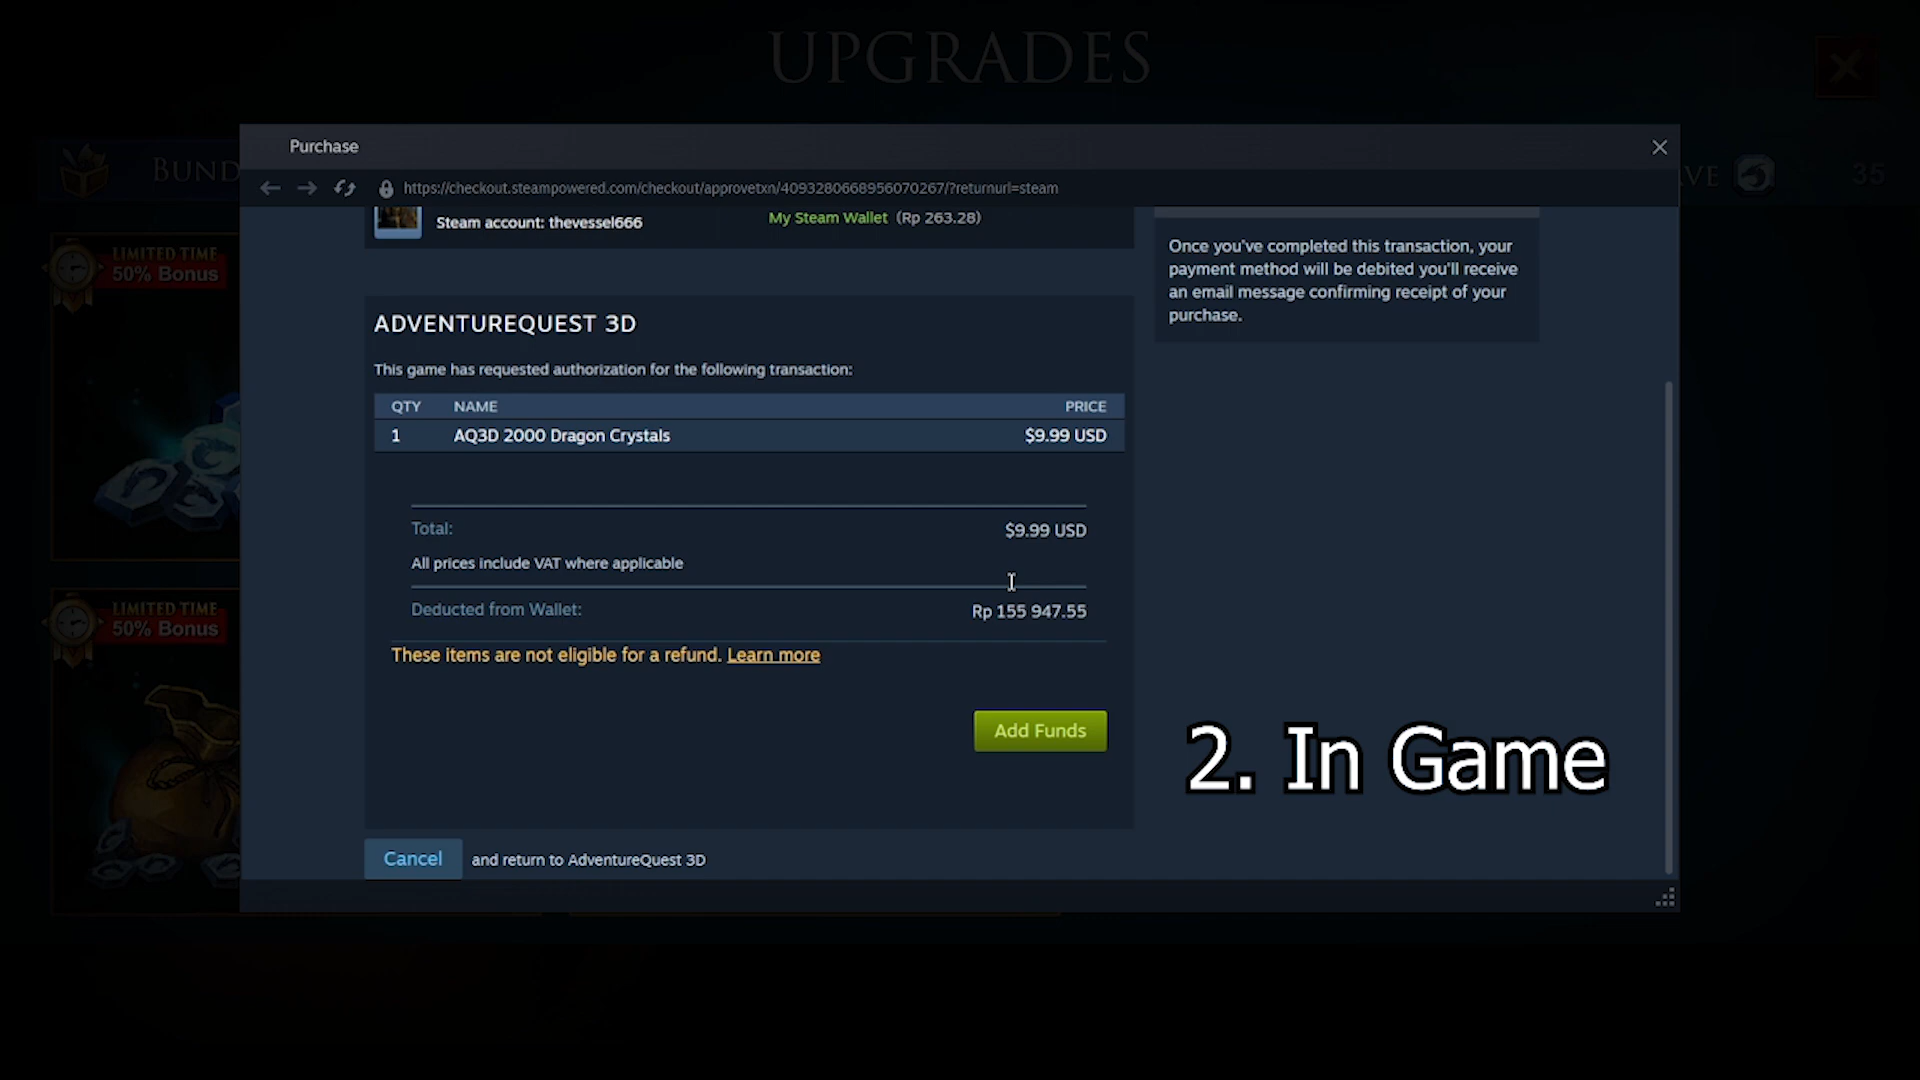 UPGRADES
Purchase
https://checkout.steampowered.com/checkout/approvetxn/4093280668956070267/?returnurl=steam
BUND
VE 35
LIMITED TIME
50% Bonus
Steam account: thevessel666
My Steam Wallet (Rp 263.28)
Once you've completed this transaction, your
payment method will be debited you'll receive
an email message confirming receipt of your
purchase.
ADVENTUREQUEST 3D
This game has requested authorization for the following transaction:
QTY NAME PRICE
1 AQ3D 2000 Dragon Crystals $9.99 USD
Total: $9.99 USD
All prices include VAT where applicable
Deducted from Wallet: Rp 155 947.55
LIMITED TIME
50% Bonus
These items are not eligible for a refund. Learn more
Add Funds
2. In Game
Cancel and return to AdventureQuest 3D